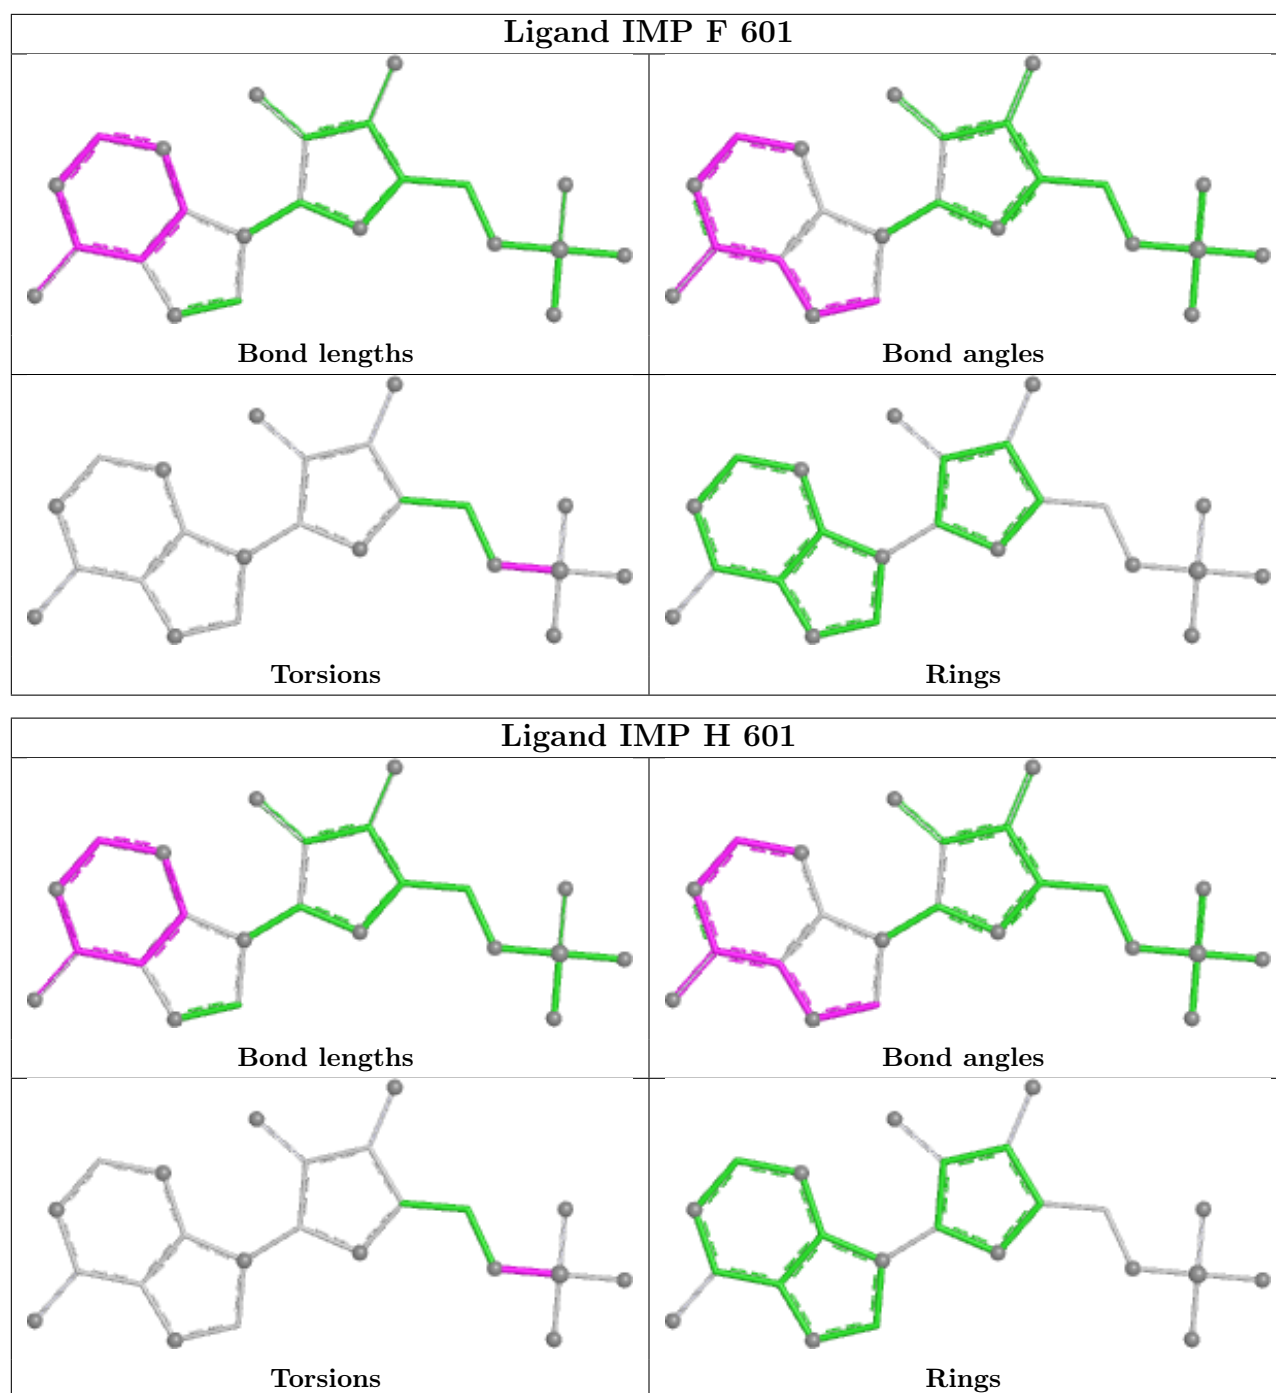 Ligand IMP F 601
Bond lengths
Bond angles
Torsions
Rings
Ligand IMP H 601
Bond lengths
Bond angles
Torsions
Rings